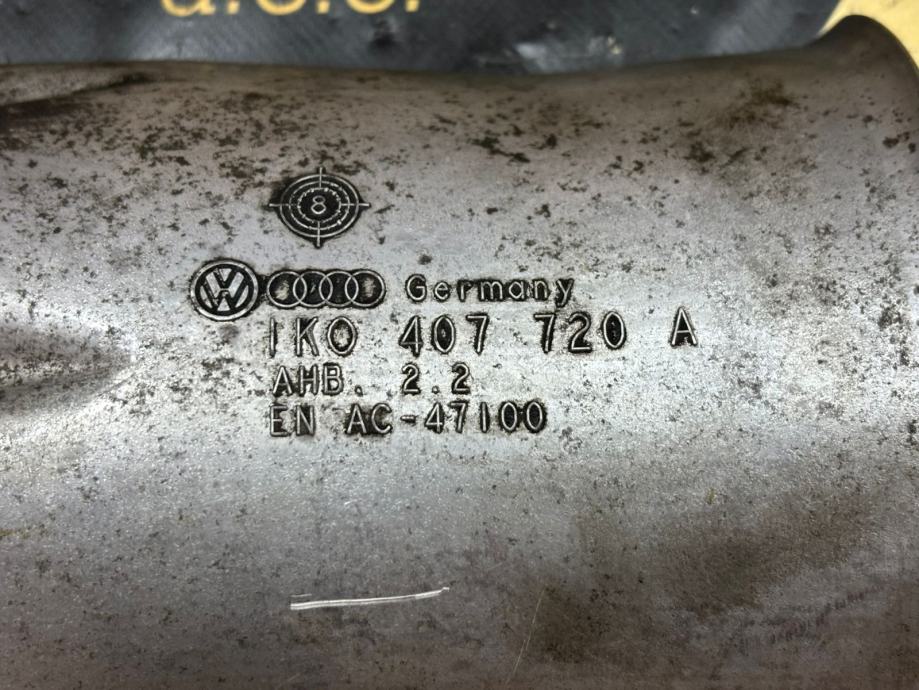 8
Germany
1K0 407 720 A
AHB. 2.2
EN AC-47100